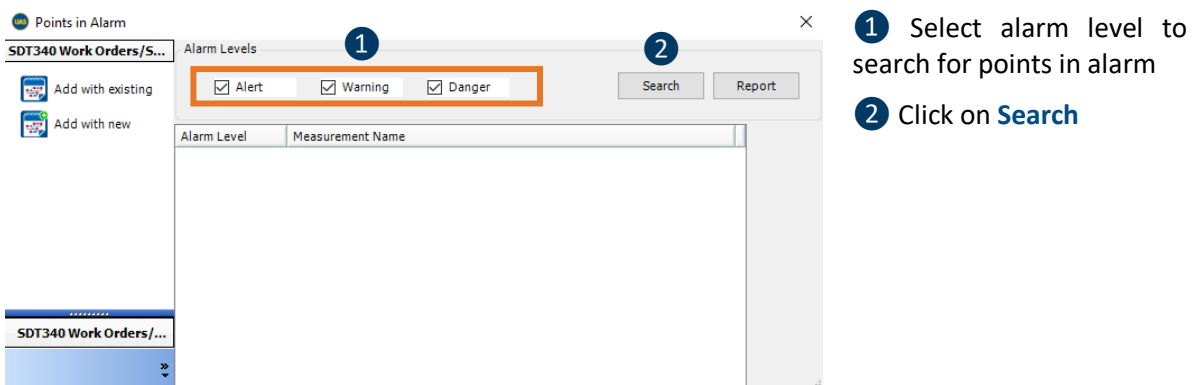 UAS Points in Alarm
SDT340 Work Orders/S...
Add with existing
Add with new
SDT340 Work Orders/...
»
Alarm Levels
1
2
Alert Warning Danger Search Report
Alarm Level Measurement Name
1 Select alarm level to
search for points in alarm
2 Click on Search